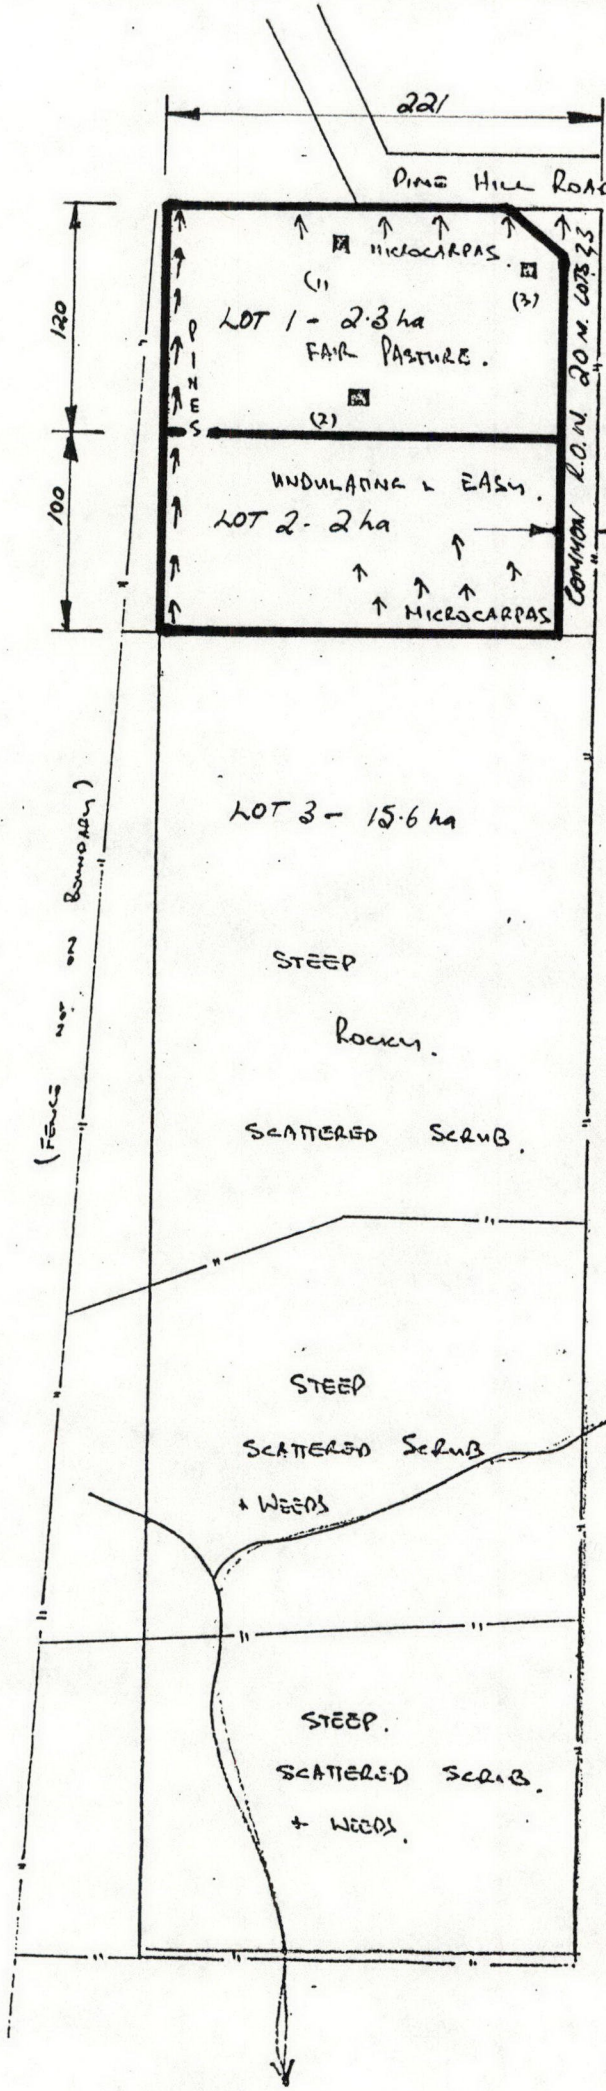 221
PINE HILL ROAD
120
MICROCARPAS.
(1)
(3)
LOT 1 - 2.3 ha
FAIR PASTURE.
PINES
(2)
COMMON R.O.W. 20 M. LOTS 2,3
100
UNDULATING & EASY.
LOT 2 - 2 ha
MICROCARPAS
LOT 3 - 15.6 ha
(FENCE NOT ON BOUNDARY)
STEEP
ROCKY.
SCATTERED SCRUB.
STEEP
SCATTERED SCRUB
+ WEEDS
STEEP.
SCATTERED SCRUB.
+ WEEDS.